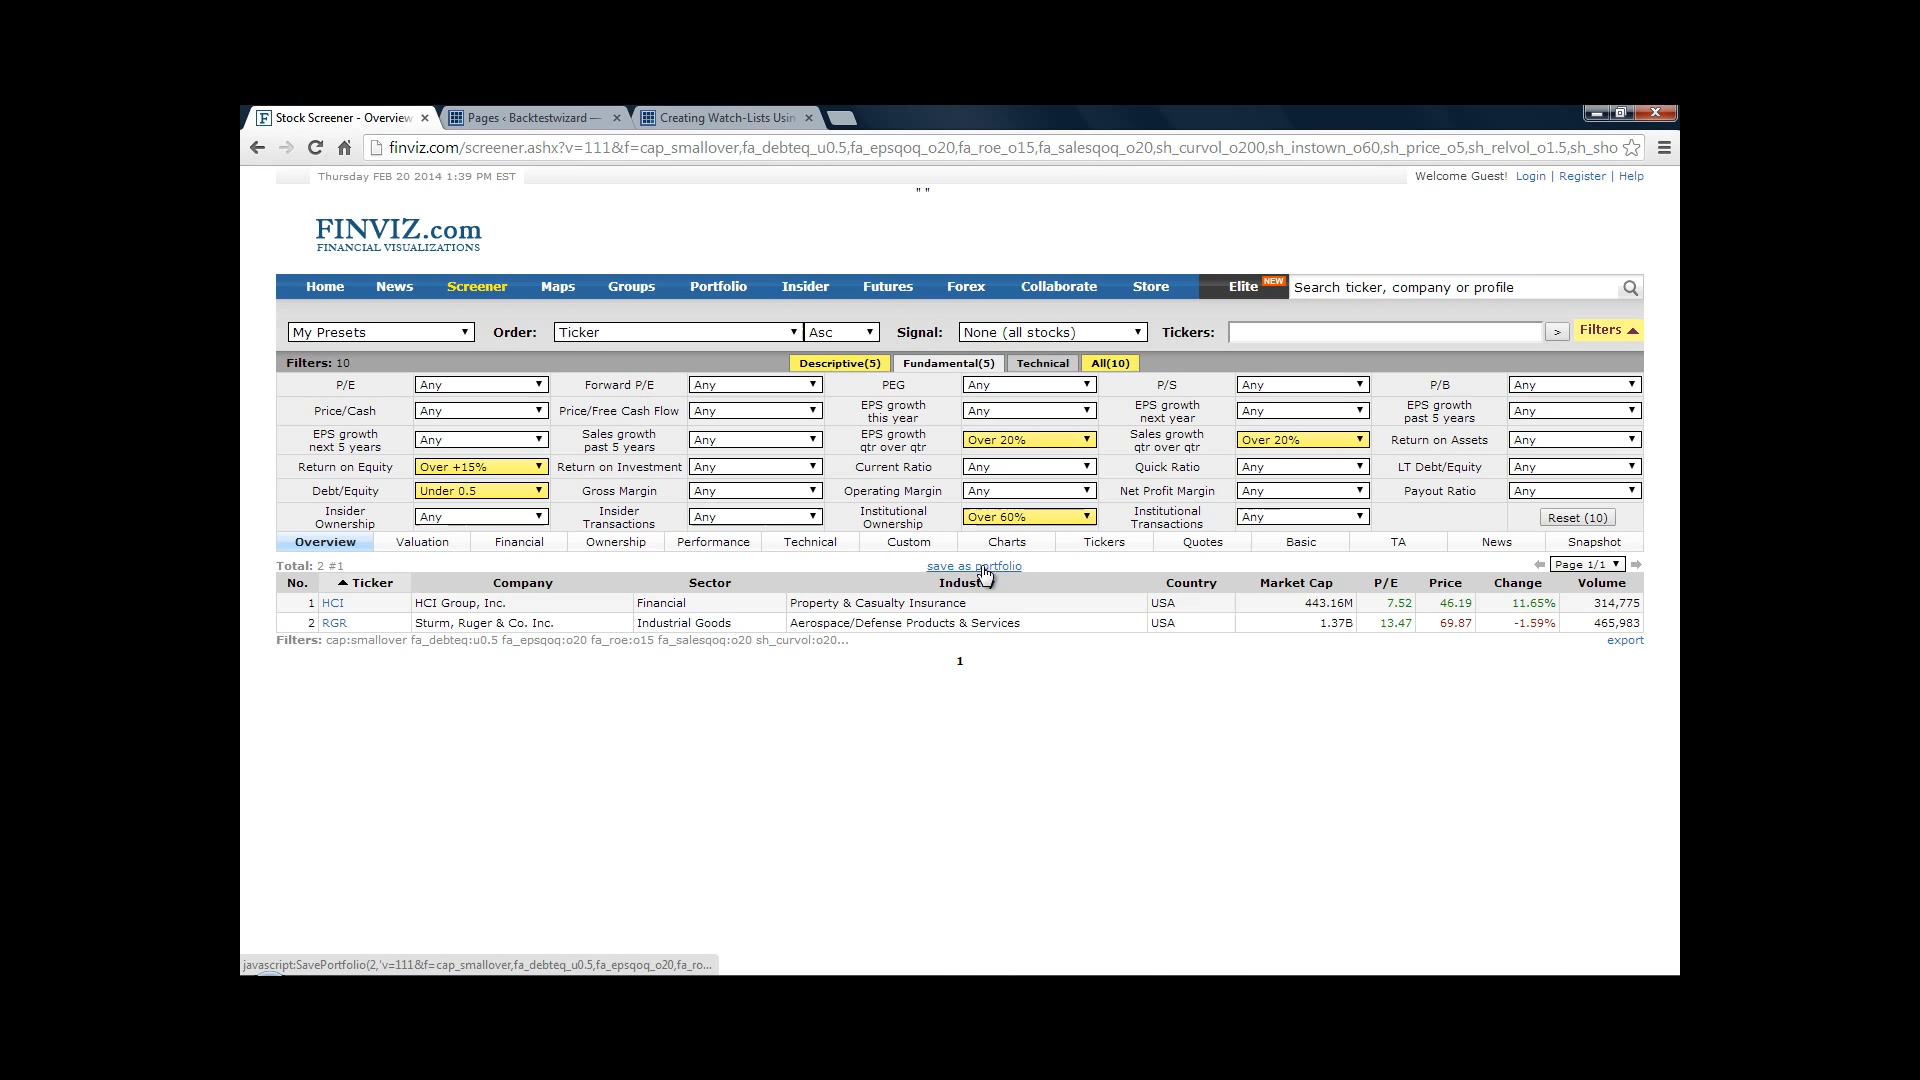 Stock Screener - Overview
Pages ‹ Backtestwizard —
Creating Watch-Lists Usin
finviz.com/screener.ashx?v=111&f=cap_smallover,fa_debteq_u0.5,fa_epsqoq_o20,fa_roe_o15,fa_salesqoq_o20,sh_curvol_o200,sh_instown_o60,sh_price_o5,sh_relvol_o1.5,sh_sho
Thursday FEB 20 2014 1:39 PM EST
Welcome Guest! Login | Register | Help
" "
FINVIZ.com
FINANCIAL VISUALIZATIONS
Home News Screener Maps Groups Portfolio Insider Futures Forex Collaborate Store Elite NEW Search ticker, company or profile
My Presets Order: Ticker Asc Signal: None (all stocks) Tickers: > Filters
Filters: 10 Descriptive(5) Fundamental(5) Technical All(10)
P/E Any Forward P/E Any PEG Any P/S Any P/B Any
Price/Cash Any Price/Free Cash Flow Any EPS growth this year Any EPS growth next year Any EPS growth past 5 years Any
EPS growth next 5 years Any Sales growth past 5 years Any EPS growth qtr over qtr Over 20% Sales growth qtr over qtr Over 20% Return on Assets Any
Return on Equity Over +15% Return on Investment Any Current Ratio Any Quick Ratio Any LT Debt/Equity Any
Debt/Equity Under 0.5 Gross Margin Any Operating Margin Any Net Profit Margin Any Payout Ratio Any
Insider Ownership Any Insider Transactions Any Institutional Ownership Over 60% Institutional Transactions Any Reset (10)
Overview Valuation Financial Ownership Performance Technical Custom Charts Tickers Quotes Basic TA News Snapshot
Total: 2 #1 save as portfolio Page 1/1
No. Ticker Company Sector Country Market Cap P/E Price Change Volume
1 HCI HCI Group, Inc. Financial Property & Casualty Insurance USA 443.16M 7.52 46.19 11.65% 314,775
2 RGR Sturm, Ruger & Co. Inc. Industrial Goods Aerospace/Defense Products & Services USA 1.37B 13.47 69.87 -1.59% 465,983
Filters: cap:smallover fa_debteq:u0.5 fa_epsqoq:o20 fa_roe:o15 fa_salesqoq:o20 sh_curvol:o20... export
1
javascript:SavePortfolio(2,'v=111&f=cap_smallover,fa_debteq_u0.5,fa_epsqoq_o20,fa_ro...